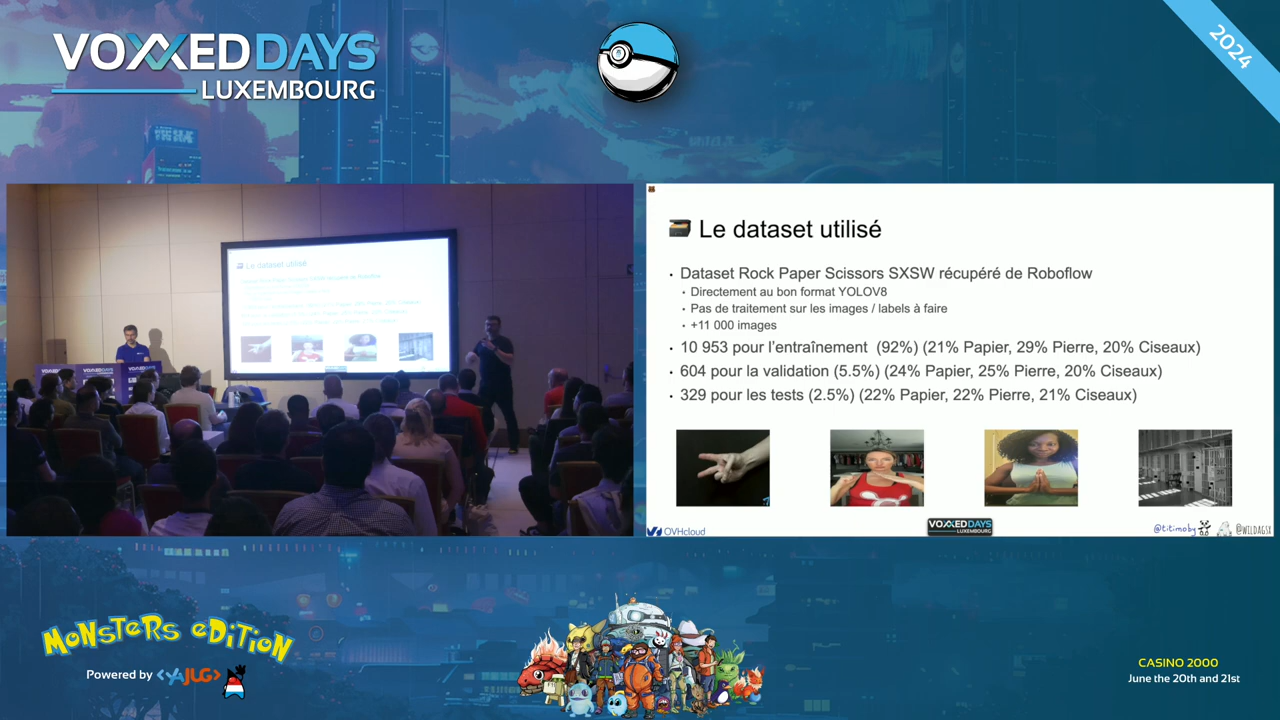 VOXXEDDAYS
LUXEMBOURG
2024
Le dataset utilisé
Le dataset utilisé
• Dataset Rock Paper Scissors SXSW récupéré de Roboflow
• Directement au bon format YOLOV8
• Pas de traitement sur les images / labels à faire
• +11 000 images
• 10 953 pour l'entraînement (92%) (21% Papier, 29% Pierre, 20% Ciseaux)
• 604 pour la validation (5.5%) (24% Papier, 25% Pierre, 20% Ciseaux)
• 329 pour les tests (2.5%) (22% Papier, 22% Pierre, 21% Ciseaux)
OVHcloud
VOXXEDDAYS
LUXEMBOURG
@titimoby
@WILDAGSX
MONSTERS EDITION
Powered by <YAJUG>
CASINO 2000
June the 20th and 21st